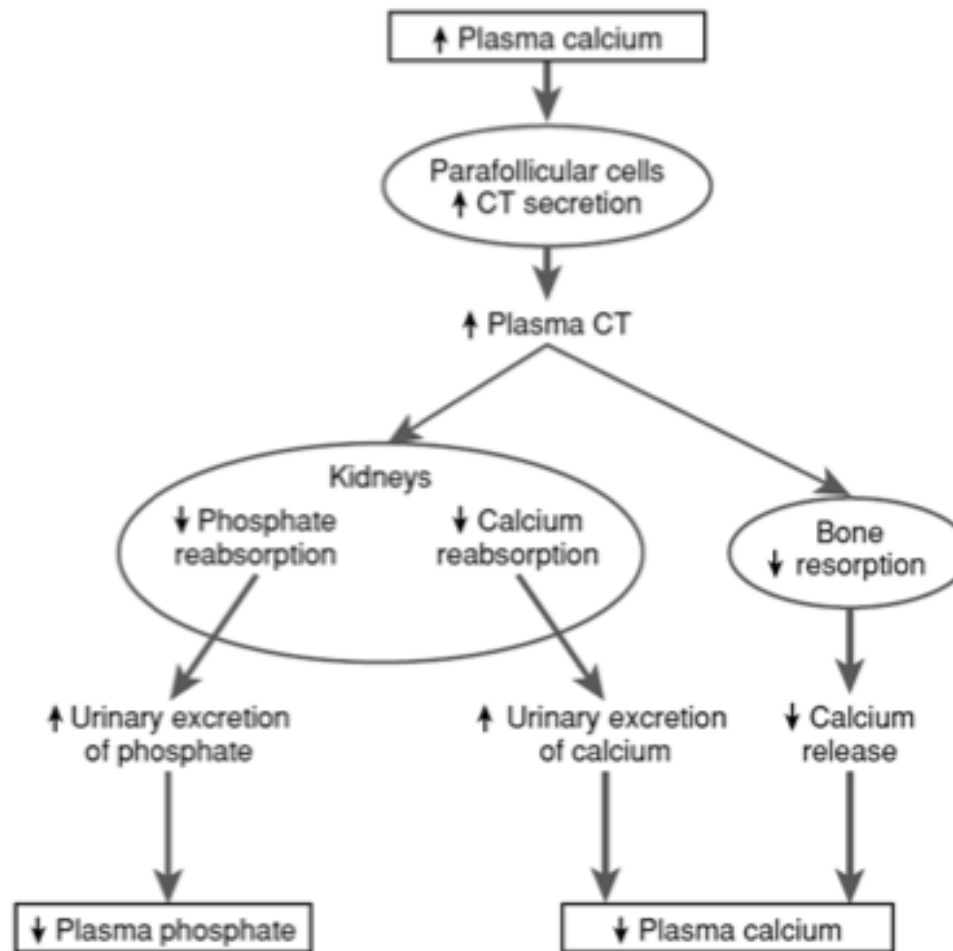 ↑ Plasma calcium
Parafollicular cells
↑ CT secretion
↑ Plasma CT
Kidneys
↓ Phosphate
reabsorption
↓ Calcium
reabsorption
Bone
↓ resorption
↑ Urinary excretion
of phosphate
↑ Urinary excretion
of calcium
↓ Calcium
release
↓ Plasma phosphate
↓ Plasma calcium